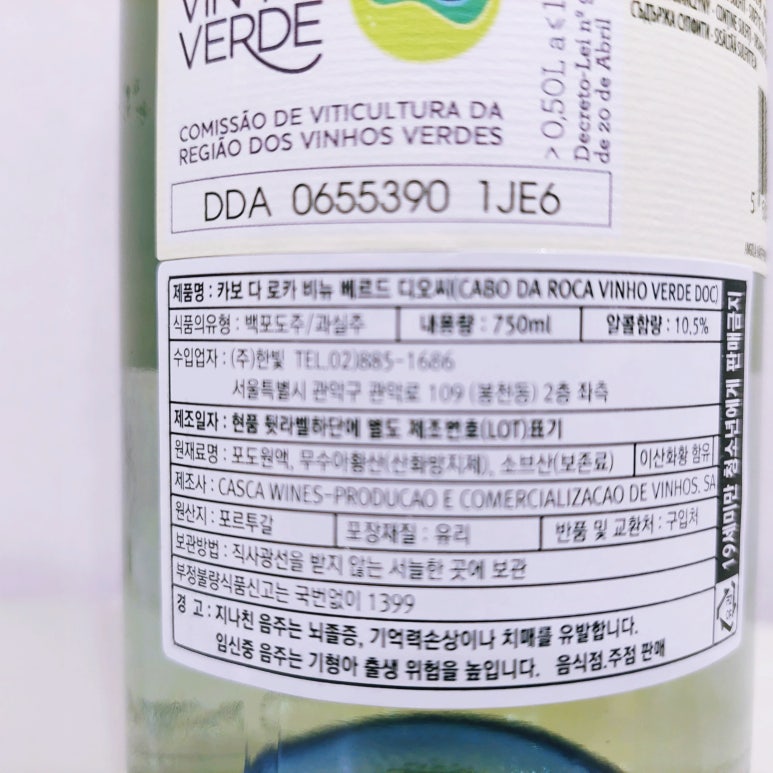 VERDE
COMISSÃO DE VITICULTURA DA
REGIÃO DOS VINHOS VERDES
> 0,50L a ≤ 1
Decreto-Lei nº
de 20 de Abril
DDA 0655390 1JE6
제품명 : 카보 다 로카 비뉴 베르드 디오씨(CABO DA ROCA VINHO VERDE DOC)
식품의유형 : 백포도주/과실주 내용량 : 750ml 알콜함량 : 10.5%
수입업자 : (주)한빛 TEL.02)885-1686
서울특별시 관악구 관악로 109 (봉천동) 2층 좌측
제조일자 : 현품 뒷라벨하단에 별도 제조번호(LOT)표기
원재료명 : 포도원액, 무수아황산(산화방지제), 소브산(보존료) 이산화황 함유
제조사 : CASCA WINES-PRODUCAO E COMERCIALIZACAO DE VINHOS. SA
원산지 : 포르투갈 포장재질 : 유리 반품 및 교환처 : 구입처
보관방법 : 직사광선을 받지 않는 서늘한 곳에 보관
부정불량식품신고는 국번없이 1399
경 고 : 지나친 음주는 뇌졸증, 기억력손상이나 치매를 유발합니다.
임신중 음주는 기형아 출생 위험을 높입니다. 음식점.주점 판매
19세미만 청소년에게 판매금지